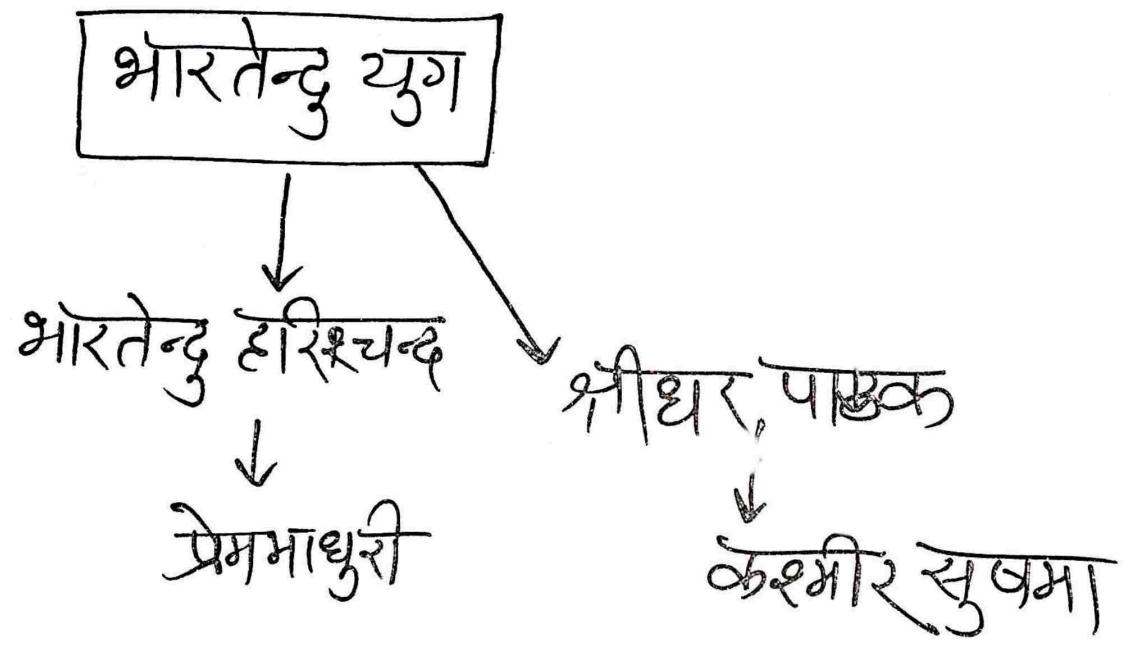 भारतेन्दु युग
भारतेन्दु हरिश्चन्द
श्रीधर पाठक
प्रेममाधुरी
कश्मीर सुषमा